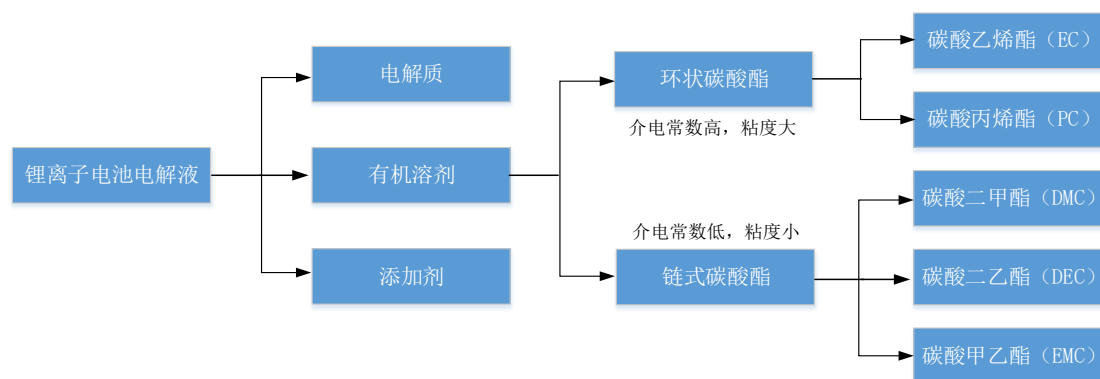 锂离子电池电解液
电解质
有机溶剂
添加剂
环状碳酸酯
介电常数高，粘度大
介电常数低，粘度小
链式碳酸酯
碳酸乙烯酯（EC）
碳酸丙烯酯（PC）
碳酸二甲酯（DMC）
碳酸二乙酯（DEC）
碳酸甲乙酯（EMC）